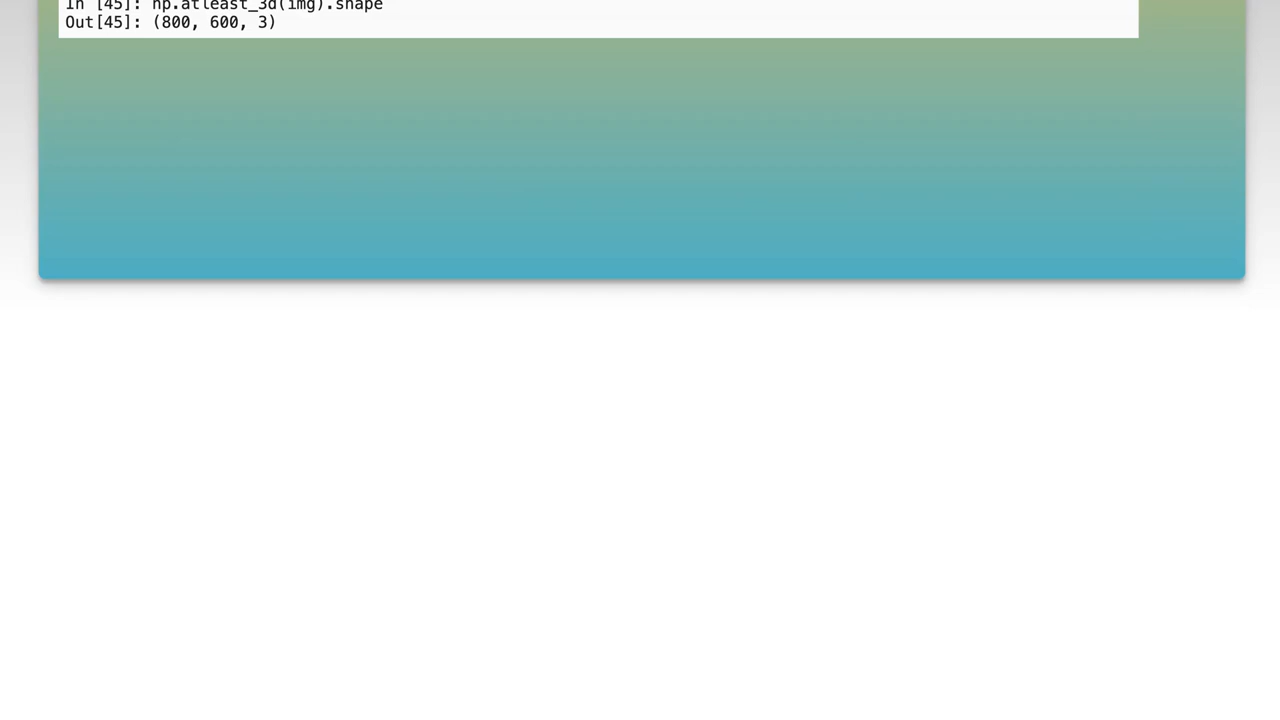 In [45]: np.atleast_3d(img).shape
Out[45]: (800, 600, 3)